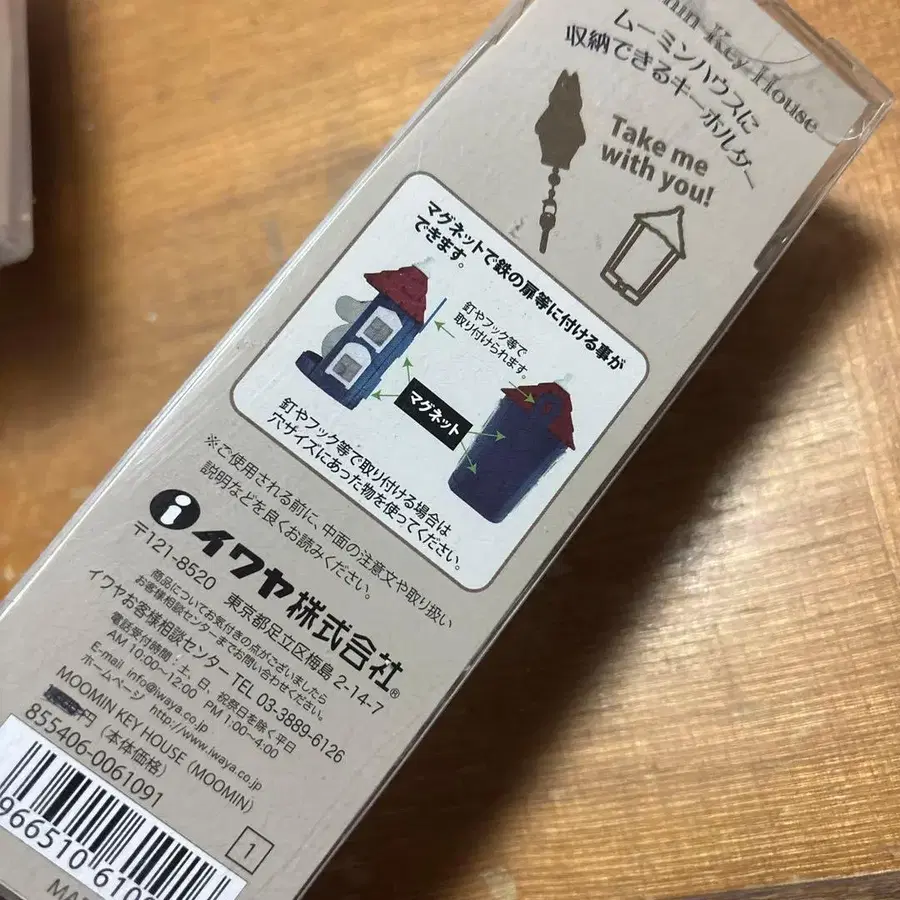 Key House
ムーミンハウスに
収納できるキーホルダー
Take me
with you!
マグネットで鉄の扉等に付ける事が
できます。
釘やフック等で
取り付けられます。
マグネット
釘やフック等で取り付ける場合は
穴サイズにあった物を使ってください。
※ご使用される前に、中面の注意文や取り扱い
説明などを良くお読みください。
i イワヤ株式会社®
〒121-8520 東京都足立区梅島 2-14-7
商品についてお気付きの点がございましたら
お客様相談センターまでお問い合わせください。
イワヤお客様相談センター TEL 03-3889-6126
電話受付時間:土、日、祝祭日を除く平日
AM 10:00~12:00 PM 1:00~4:00
E-mail info@iwaya.co.jp
ホームページ http://www.iwaya.co.jp
MOOMIN KEY HOUSE (MOOMIN)
円 (本体価格)
855406-0061091
1